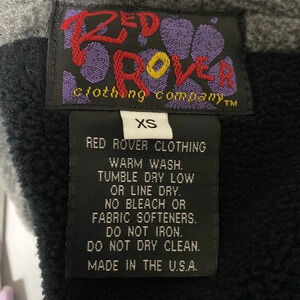 RED
ROVER
clothing company™
XS
RED ROVER CLOTHING
WARM WASH.
TUMBLE DRY LOW
OR LINE DRY.
NO BLEACH OR
FABRIC SOFTENERS.
DO NOT IRON.
DO NOT DRY CLEAN.
MADE IN THE U.S.A.